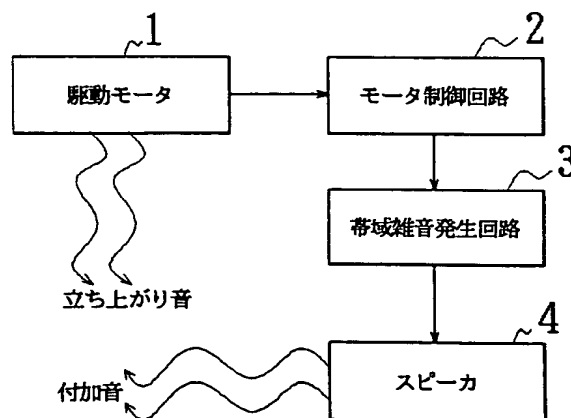 1
駆動モータ
2
モータ制御回路
3
帯域雑音発生回路
立ち上がり音
4
スピーカ
付加音